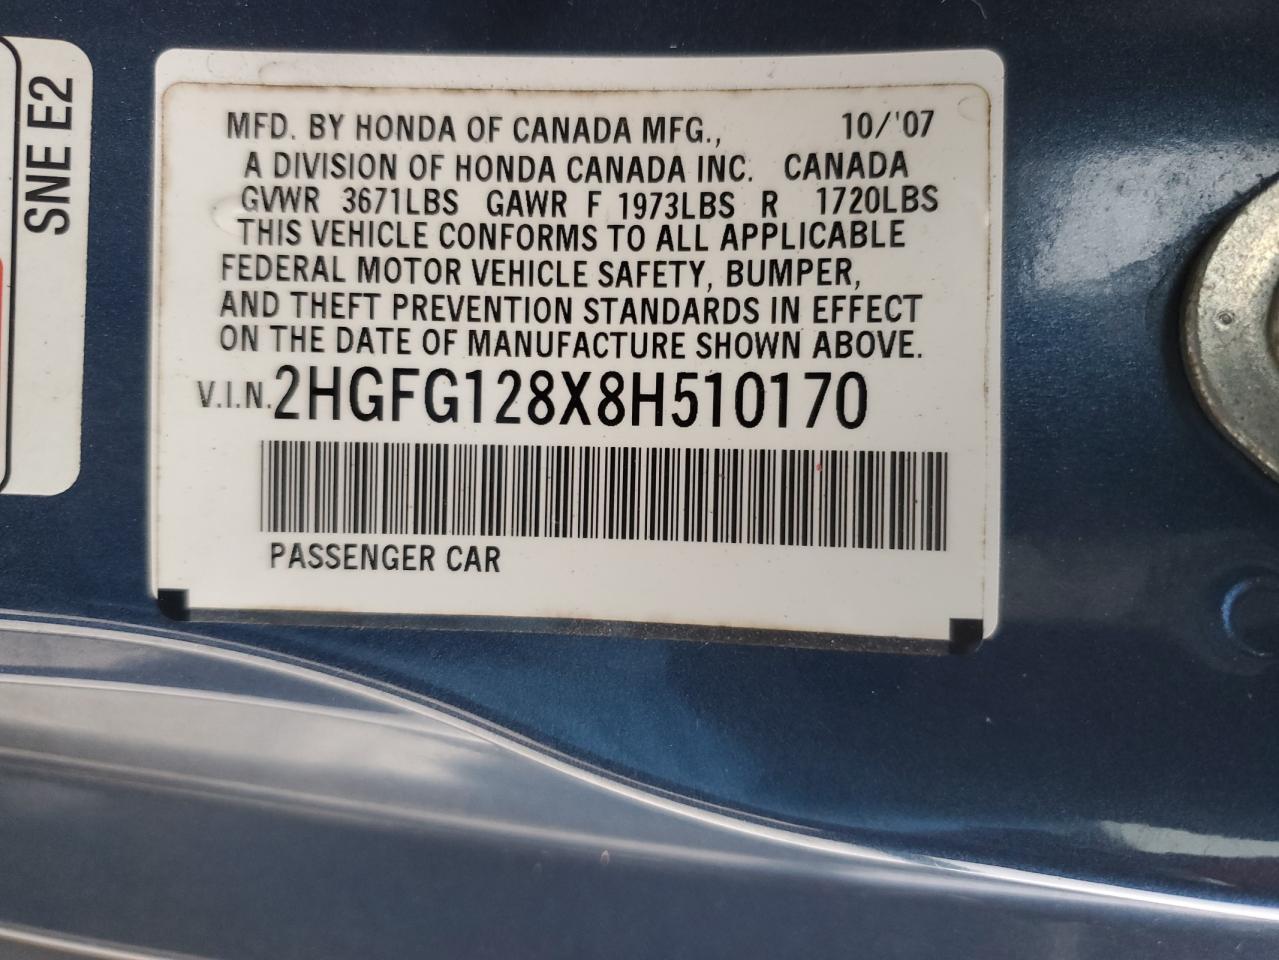 SNE E2
MFD. BY HONDA OF CANADA MFG., 10/'07
A DIVISION OF HONDA CANADA INC. CANADA
GVWR 3671LBS GAWR F 1973LBS R 1720LBS
THIS VEHICLE CONFORMS TO ALL APPLICABLE
FEDERAL MOTOR VEHICLE SAFETY, BUMPER,
AND THEFT PREVENTION STANDARDS IN EFFECT
ON THE DATE OF MANUFACTURE SHOWN ABOVE.
V.I.N. 2HGFG128X8H510170
PASSENGER CAR